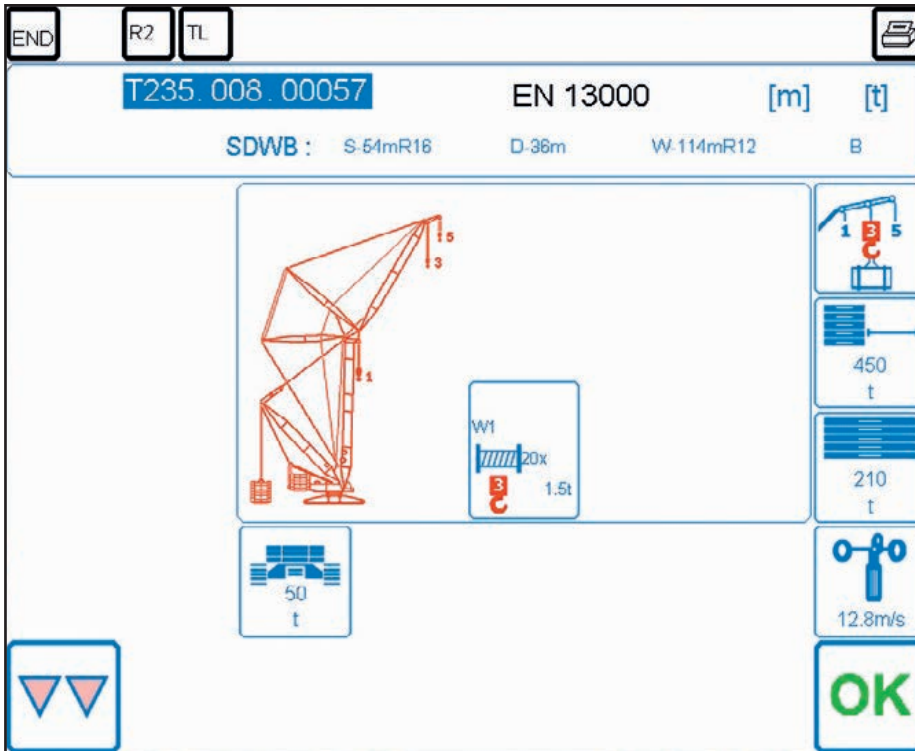 END R2 TL
T235.008.00057 EN 13000 [m] [t]
SDWB : S-54mR16 D-36m W-114mR12 B
5
3
1
1 3 5
450
t
W1
20x
3
1.5t
210
t
50
t
12.8m/s
OK